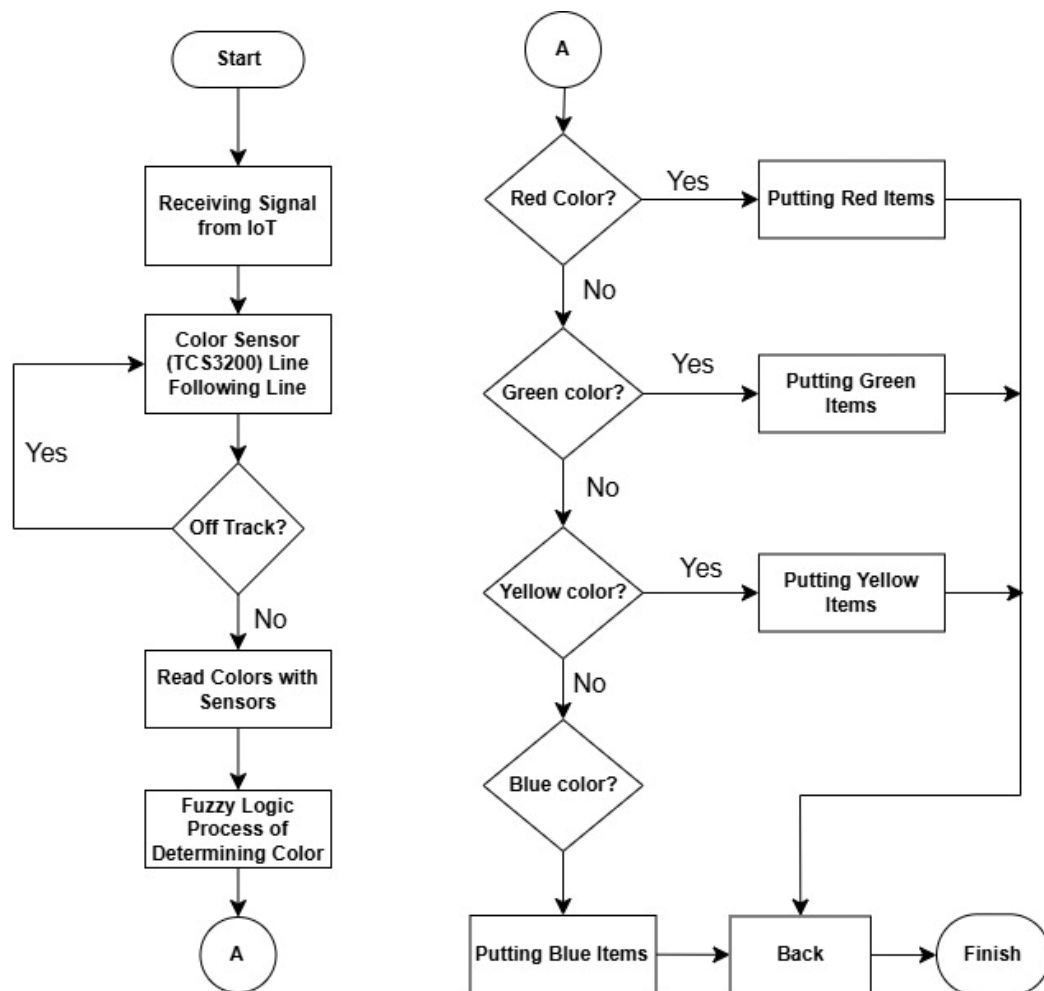 Start
Receiving Signal
from IoT
Color Sensor
(TCS3200) Line
Following Line
Yes
Off Track?
No
Read Colors with
Sensors
Fuzzy Logic
Process of
Determining Color
A
A
Red Color?
Yes
Putting Red Items
No
Green color?
Yes
Putting Green
Items
No
Yellow color?
Yes
Putting Yellow
Items
No
Blue color?
Putting Blue Items
Back
Finish